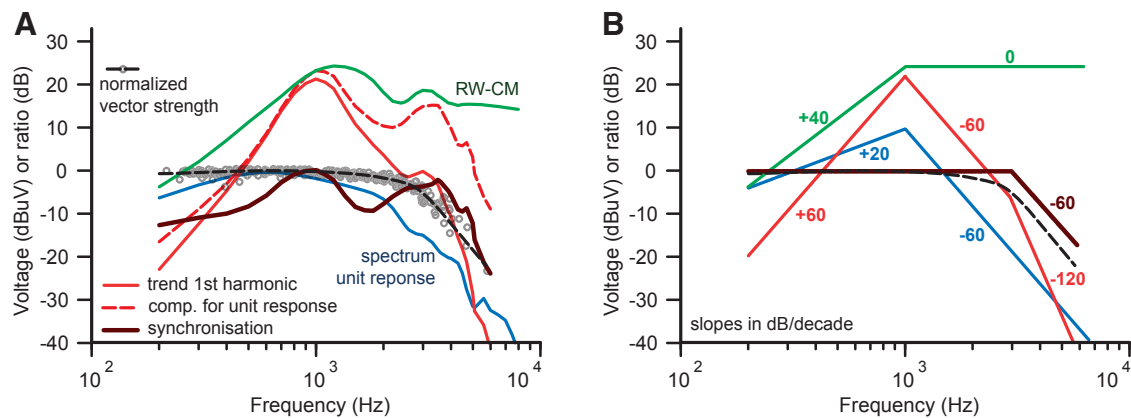 A
B
Voltage (dBuV) or ratio (dB)
30
20
10
0
-10
-20
-30
-40
normalized
vector strength
RW-CM
spectrum
unit reponse
trend 1st harmonic
comp. for unit response
synchronisation
10 2
10 3
10 4
Frequency (Hz)
Voltage (dBuV) or ratio (dB)
30
20
10
0
-10
-20
-30
-40
0
+40
-60
+20
+60
-60
-60
-120
slopes in dB/decade
10 2
10 3
10 4
Frequency (Hz)